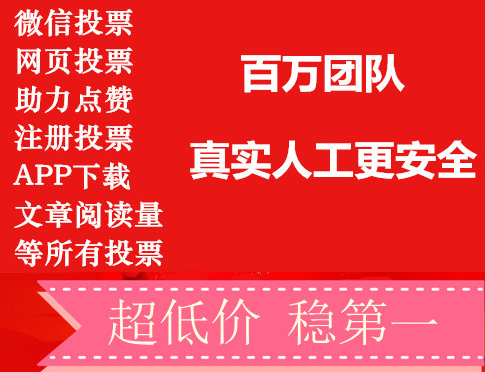 微信投票
网页投票
助力点赞
注册投票
APP下载
文章阅读量
等所有投票
百万团队
真实人工更安全
超低价 稳第一